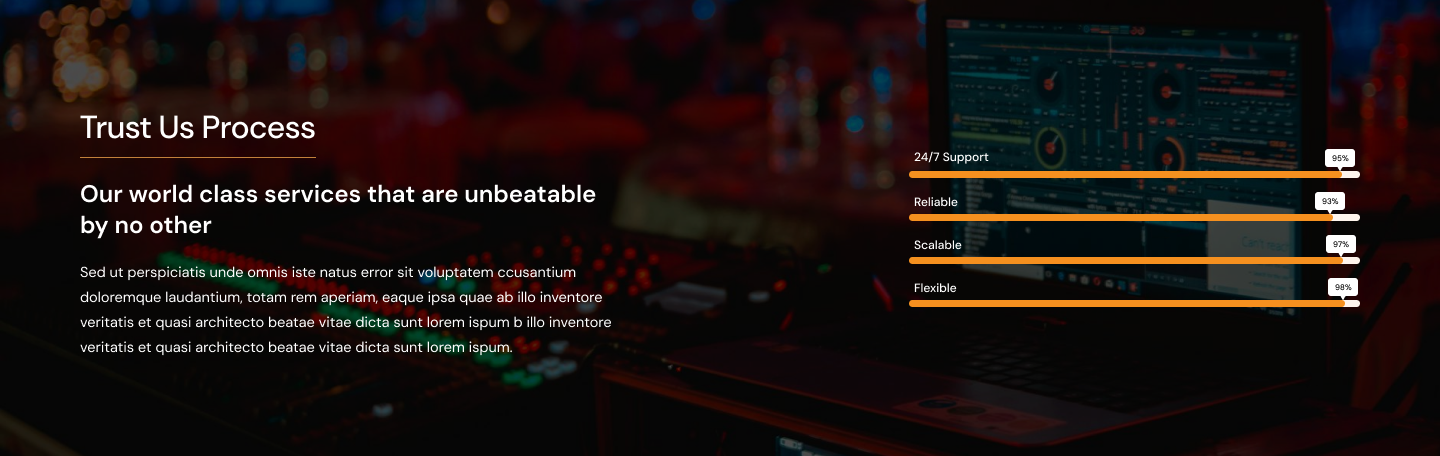 Trust Us Process
Our world class services that are unbeatable
by no other
Sed ut perspiciatis unde omnis iste natus error sit voluptatem ccusantium
doloremque laudantium, totam rem aperiam, eaque ipsa quae ab illo inventore
veritatis et quasi architecto beatae vitae dicta sunt lorem ispum b illo inventore
veritatis et quasi architecto beatae vitae dicta sunt lorem ispum.
24/7 Support
95%
Reliable
93%
Scalable
97%
Flexible
98%